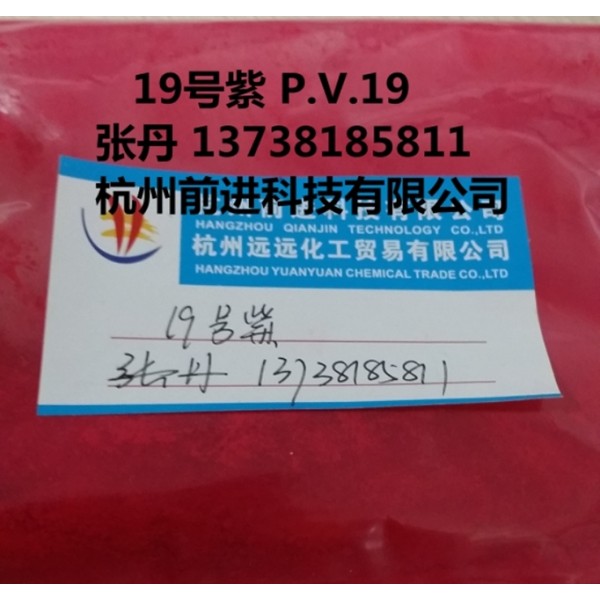 19号紫 P.V.19
张丹 13738185811
杭州前进科技有限公司
HANGZHOU QIANJIN TECHNOLOGY CO.,LTD
杭州远远化工贸易有限公司
HANGZHOU YUANYUAN CHEMICAL TRADE CO.,LTD
19号紫
张丹 13738185811